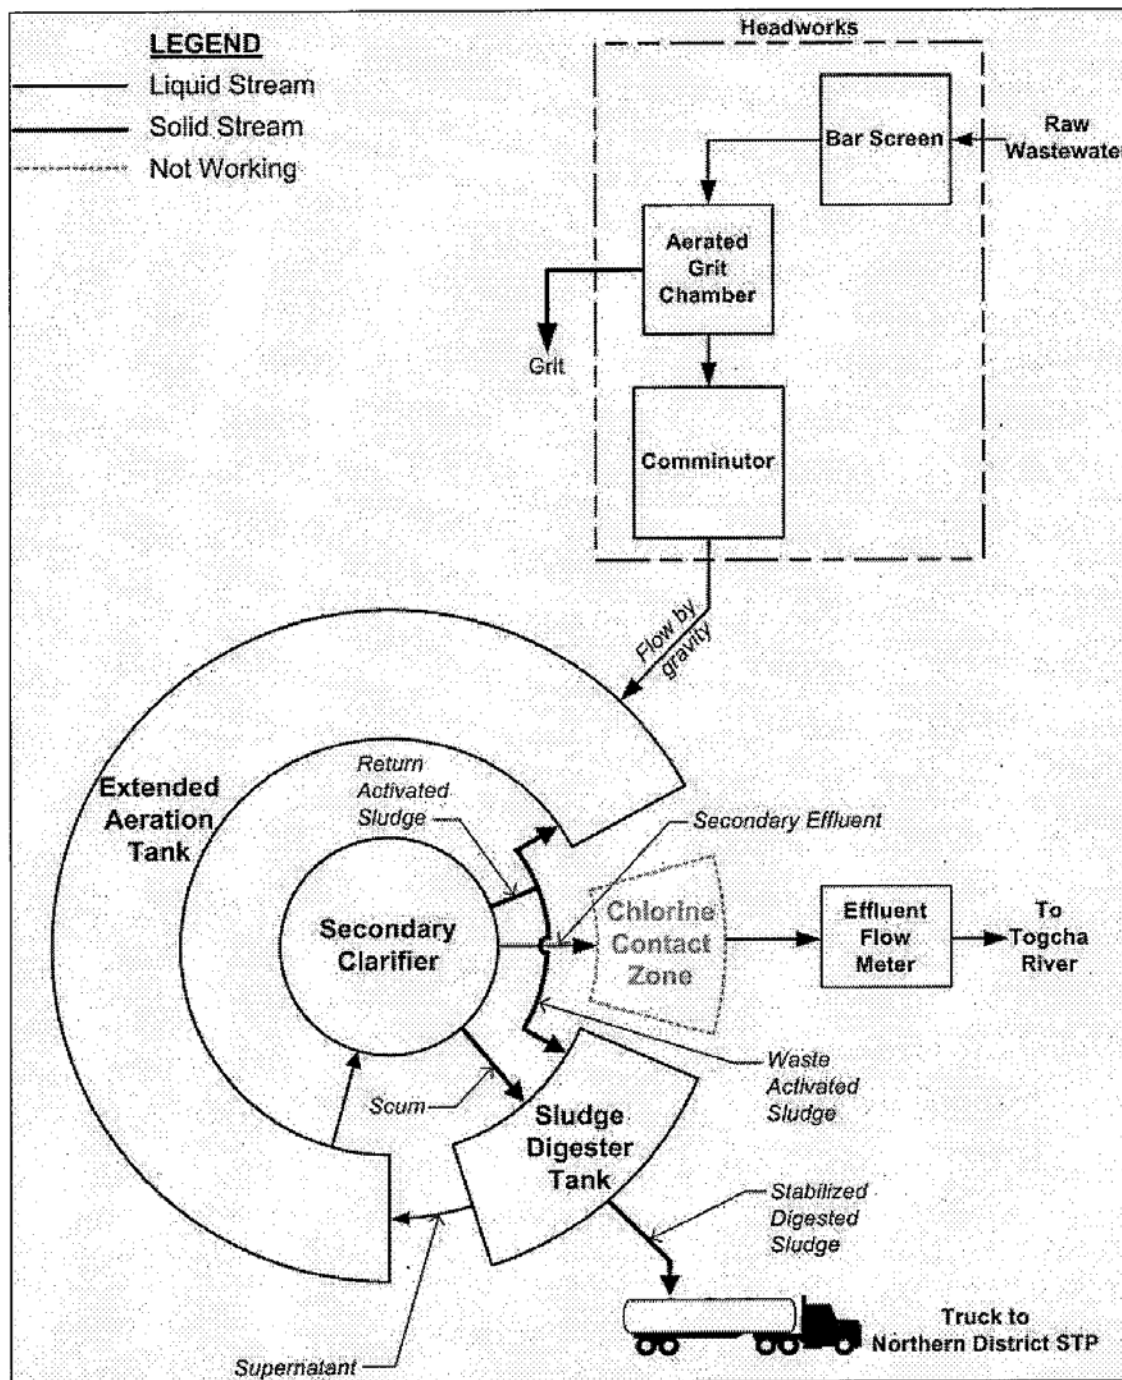 LEGEND
Liquid Stream
Solid Stream
Not Working
Headworks
Bar Screen
Raw
Wastewater
Aerated
Grit
Chamber
Grit
Comminutor
Flow by
gravity
Extended
Aeration
Tank
Return
Activated
Sludge
Secondary Effluent
Secondary
Clarifier
Chlorine
Contact
Zone
Effluent
Flow
Meter
To
Togcha
River
Scum
Waste
Activated
Sludge
Sludge
Digester
Tank
Stabilized
Digested
Sludge
Supernatant
Truck to
Northern District STP